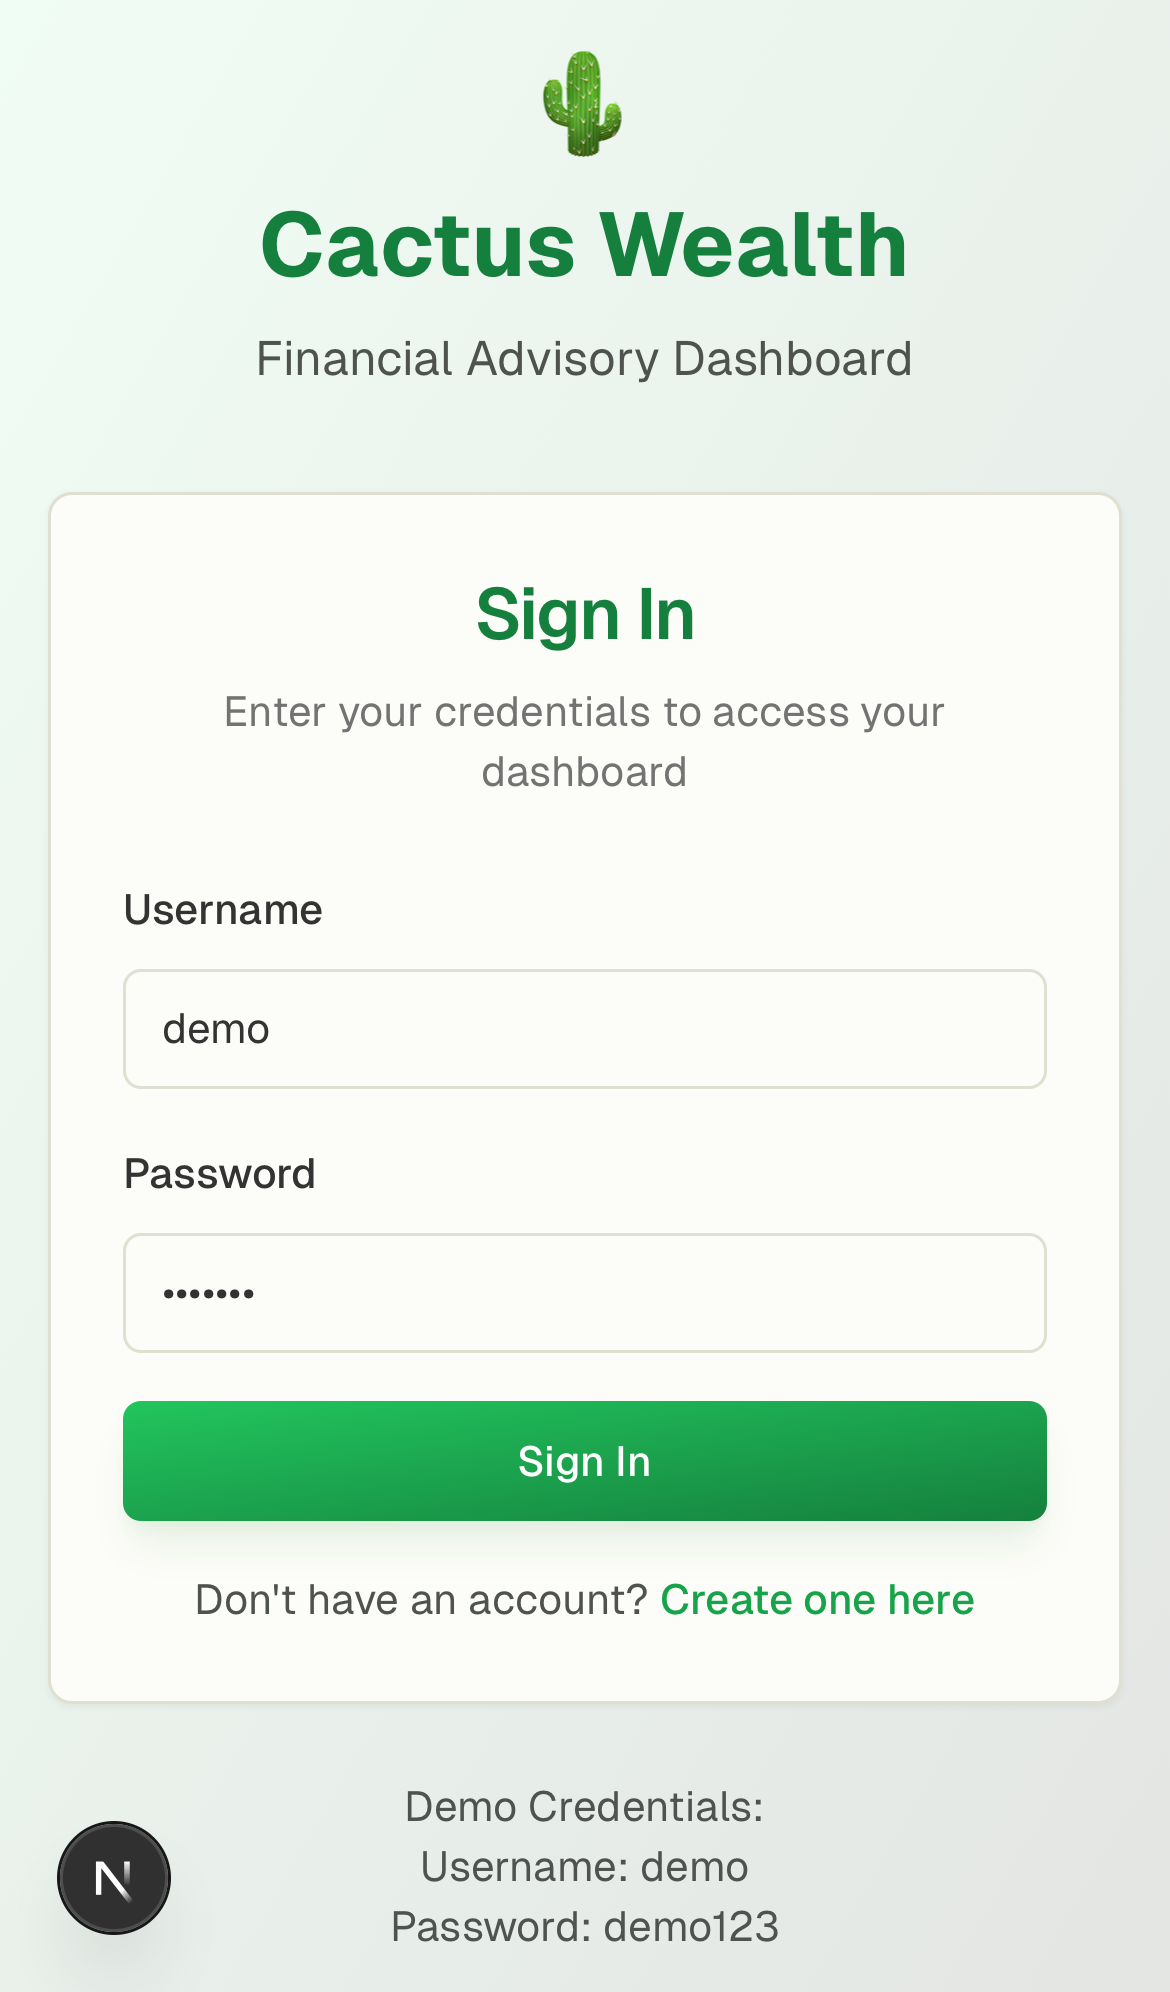 Cactus Wealth
Financial Advisory Dashboard
Sign In
Enter your credentials to access your
dashboard
Username
demo
Password
•••••••
Sign In
Don't have an account? Create one here
Demo Credentials:
Username: demo
Password: demo123
N